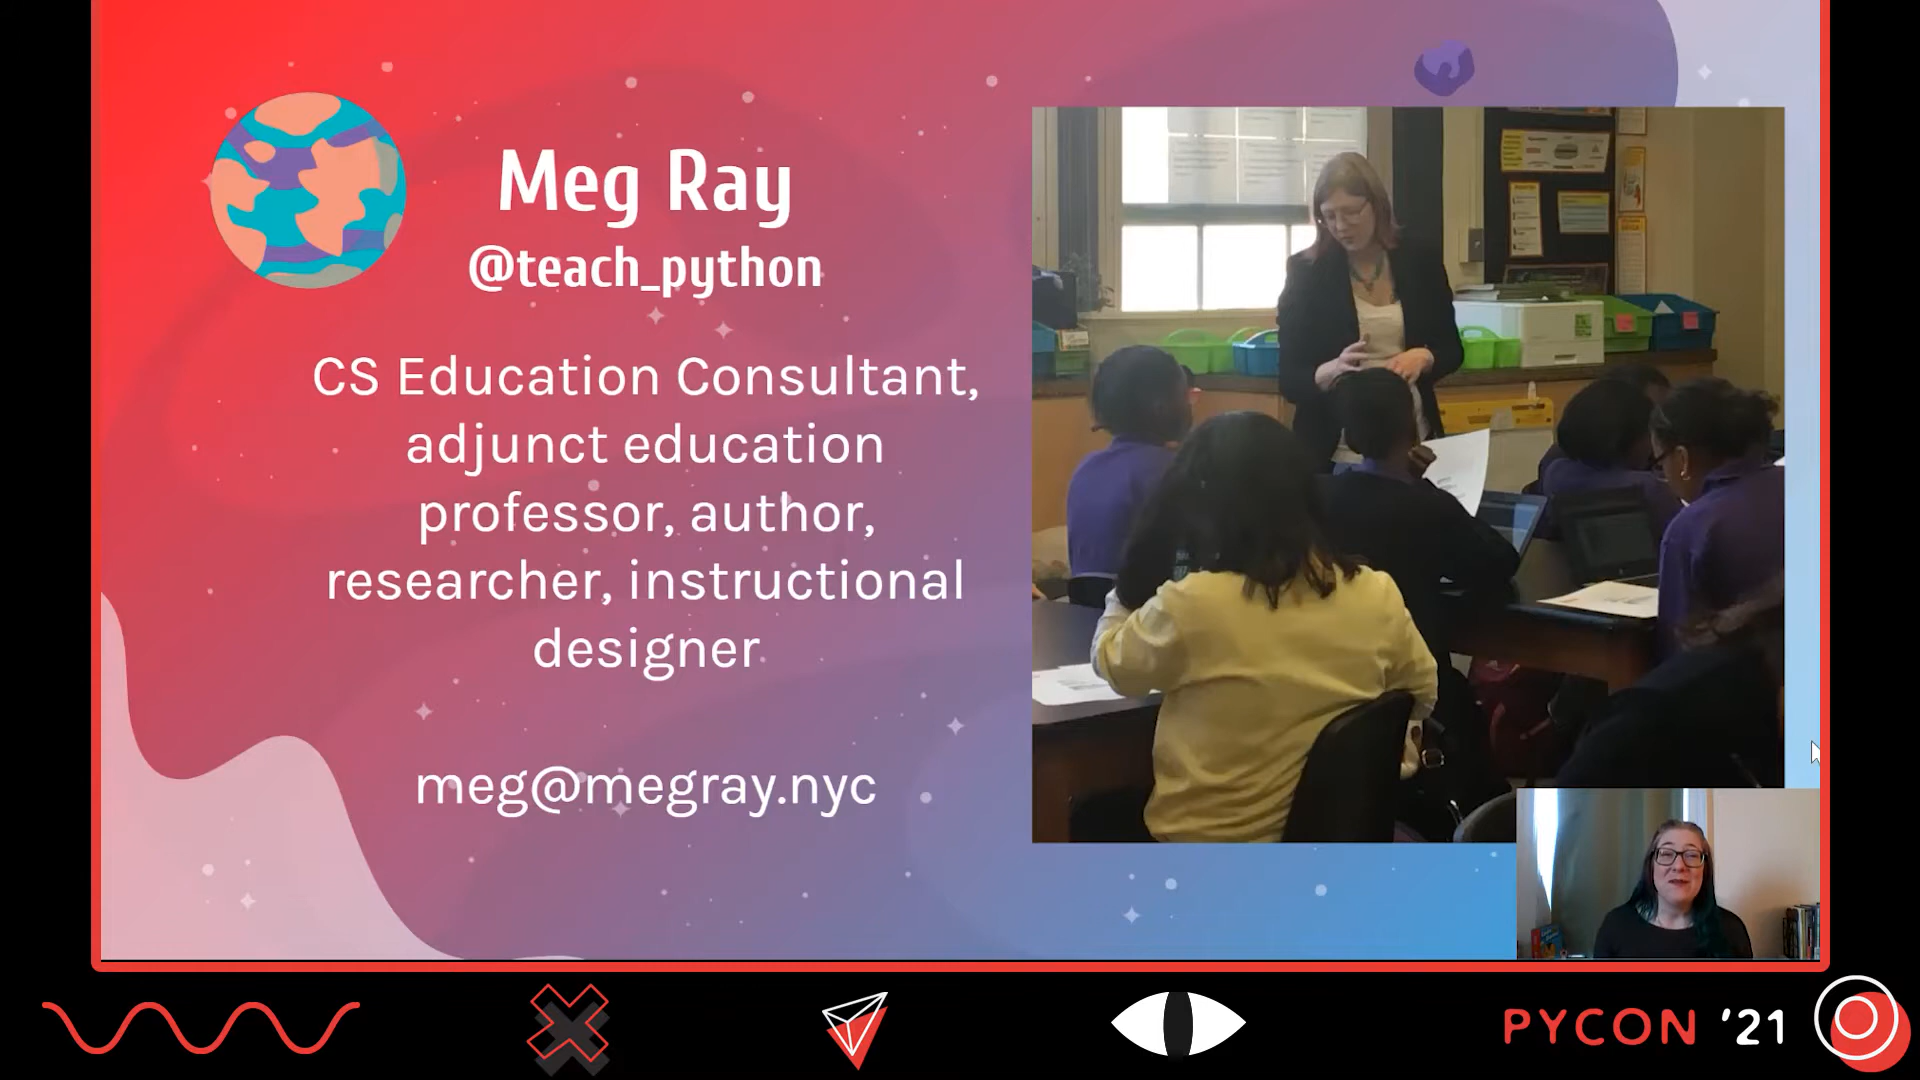 Meg Ray
@teach_python
CS Education Consultant,
adjunct education
professor, author,
researcher, instructional
designer
meg@megray.nyc
PYCON '21